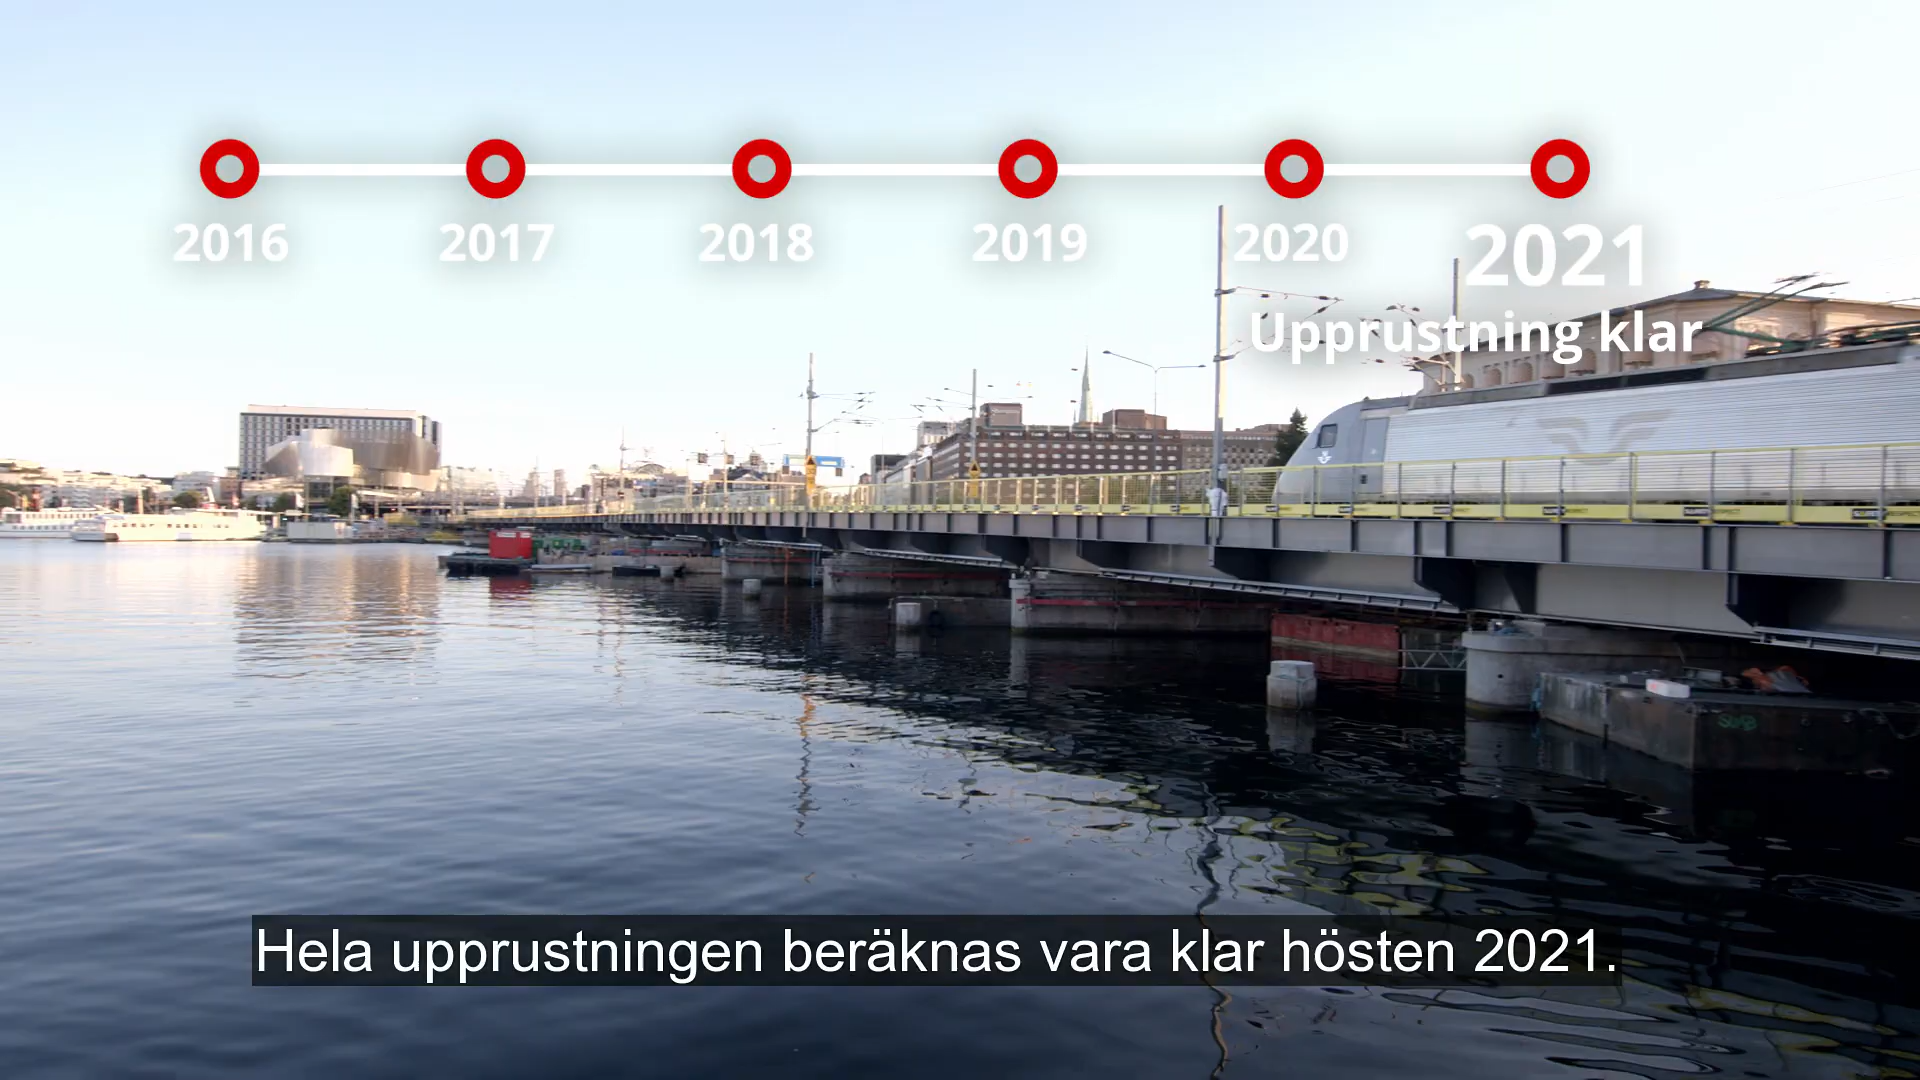 2016 2017 2018 2019 2020 2021
Upprustning klar
Hela upprustningen beräknas vara klar hösten 2021.